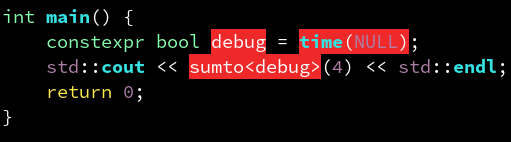 int main() {
    constexpr bool debug = time(NULL);
    std::cout << sumto<debug>(4) << std::endl;
    return 0;
}